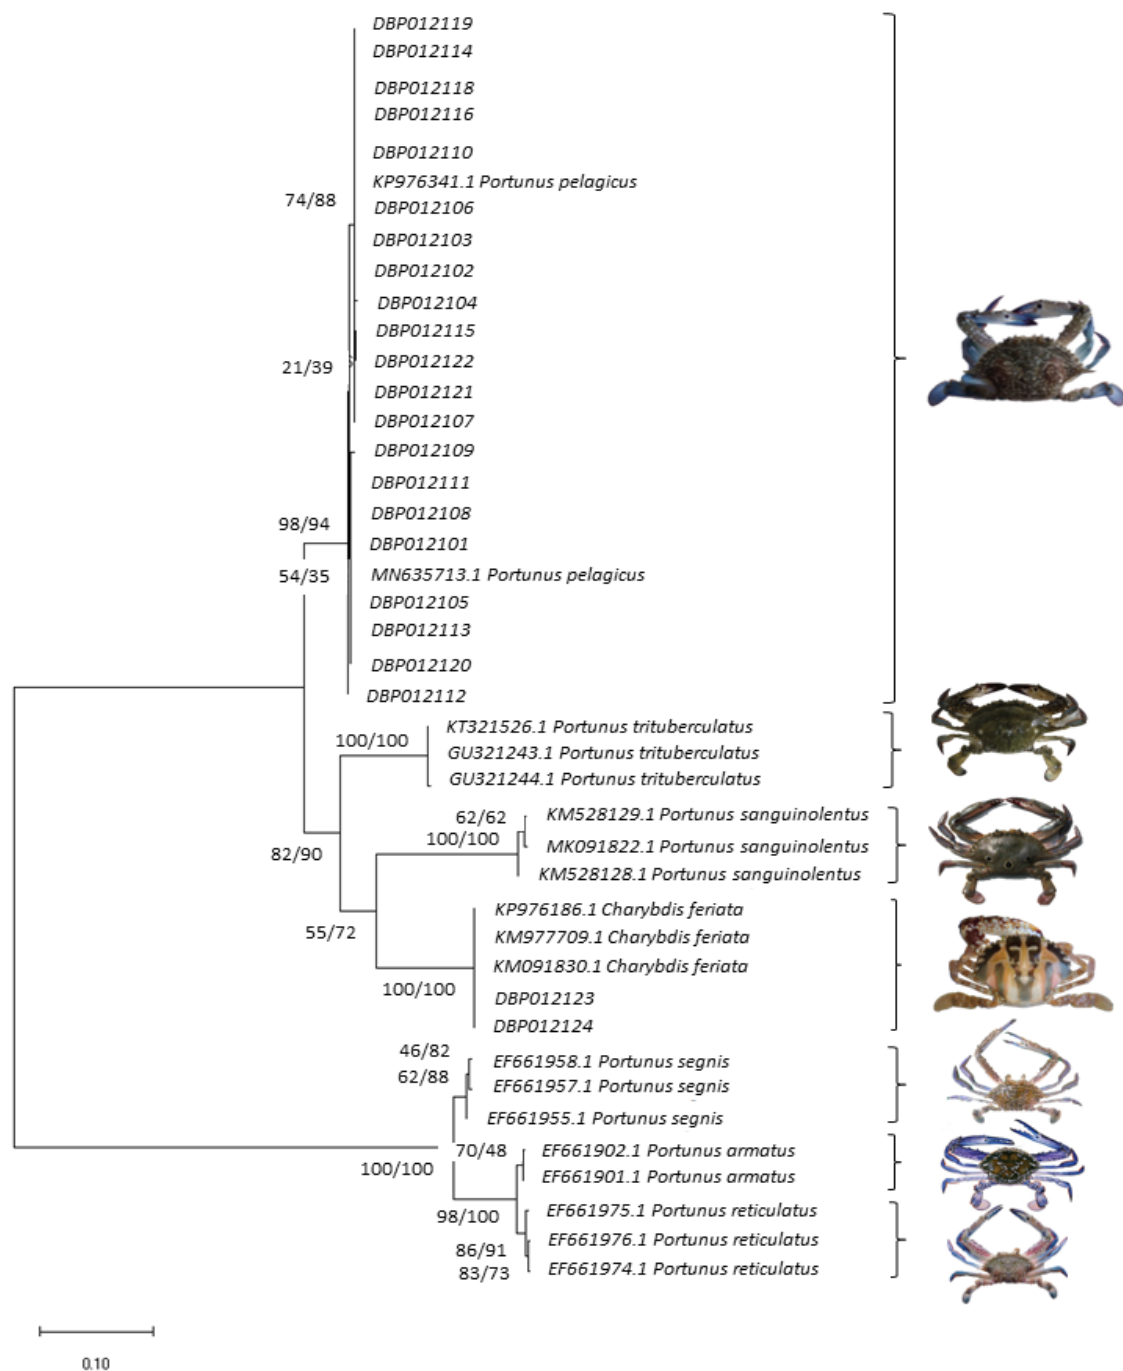 DBP012119
DBP012114
DBP012118
DBP012116
DBP012110
KP976341.1 Portunus pelagicus
74/88
DBP012106
DBP012103
DBP012102
DBP012104
DBP012115
21/39
DBP012122
DBP012121
DBP012107
DBP012109
DBP012111
DBP012108
98/94
DBP012101
54/35
MN635713.1 Portunus pelagicus
DBP012105
DBP012113
DBP012120
DBP012112
KT321526.1 Portunus trituberculatus
100/100
GU321243.1 Portunus trituberculatus
GU321244.1 Portunus trituberculatus
62/62
KM528129.1 Portunus sanguinolentus
100/100
MK091822.1 Portunus sanguinolentus
82/90
KM528128.1 Portunus sanguinolentus
KP976186.1 Charybdis feriata
55/72
KM977709.1 Charybdis feriata
KM091830.1 Charybdis feriata
100/100
DBP012123
DBP012124
46/82
EF661958.1 Portunus segnis
62/88
EF661957.1 Portunus segnis
EF661955.1 Portunus segnis
70/48
EF661902.1 Portunus armatus
100/100
EF661901.1 Portunus armatus
98/100
EF661975.1 Portunus reticulatus
86/91
EF661976.1 Portunus reticulatus
83/73
EF661974.1 Portunus reticulatus
0.10